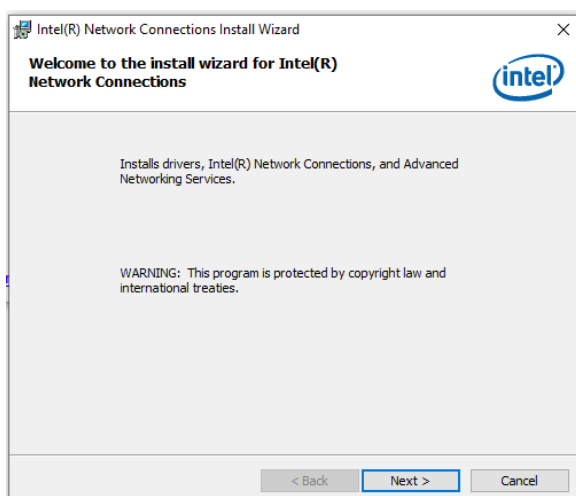 Intel(R) Network Connections Install Wizard
Welcome to the install wizard for Intel(R)
Network Connections
intel
Installs drivers, Intel(R) Network Connections, and Advanced
Networking Services.
WARNING: This program is protected by copyright law and
international treaties.
< Back
Next >
Cancel